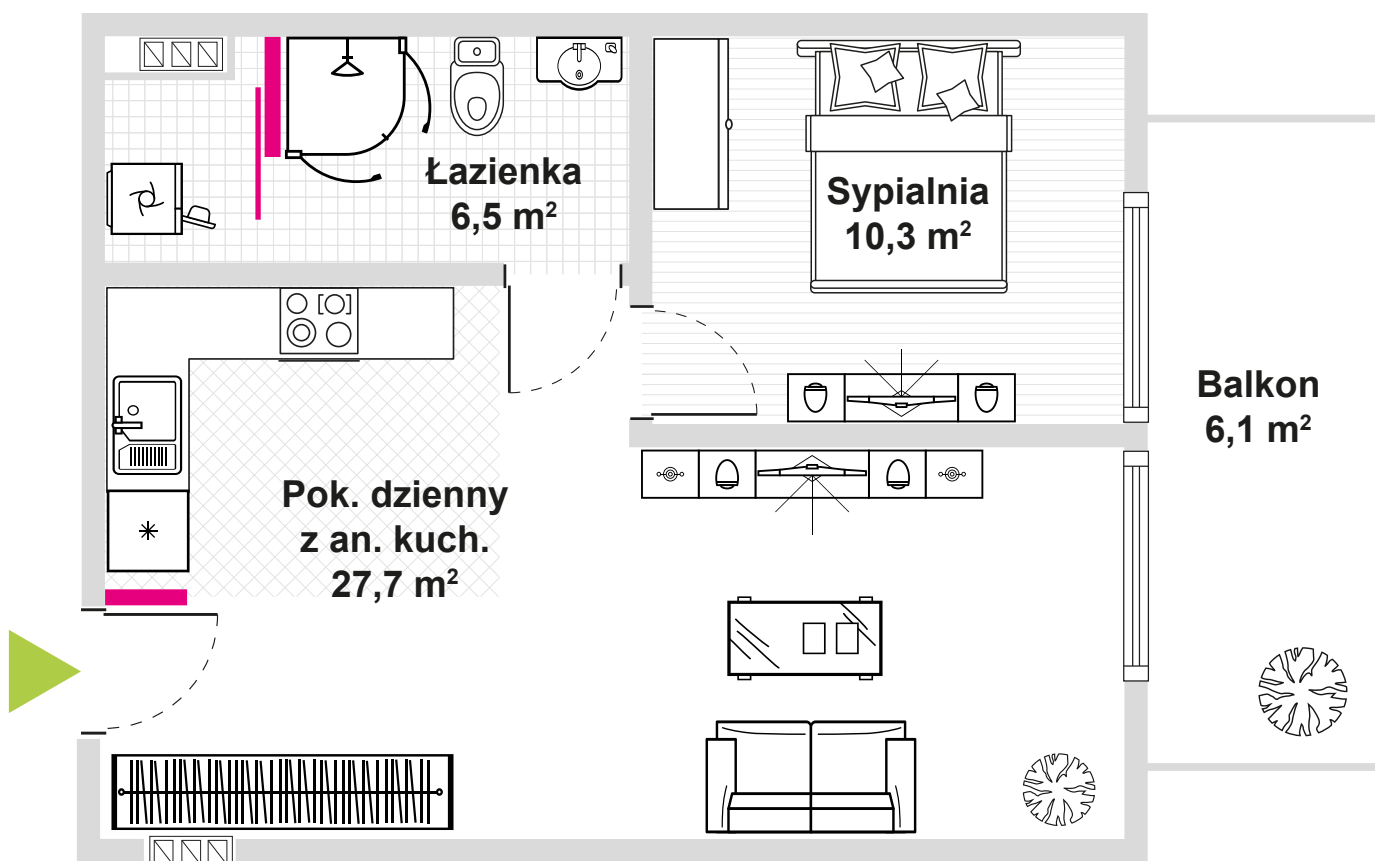 Łazienka
6,5 m²
Sypialnia
10,3 m²
Balkon
6,1 m²
Pok. dzienny
z an. kuch.
27,7 m²